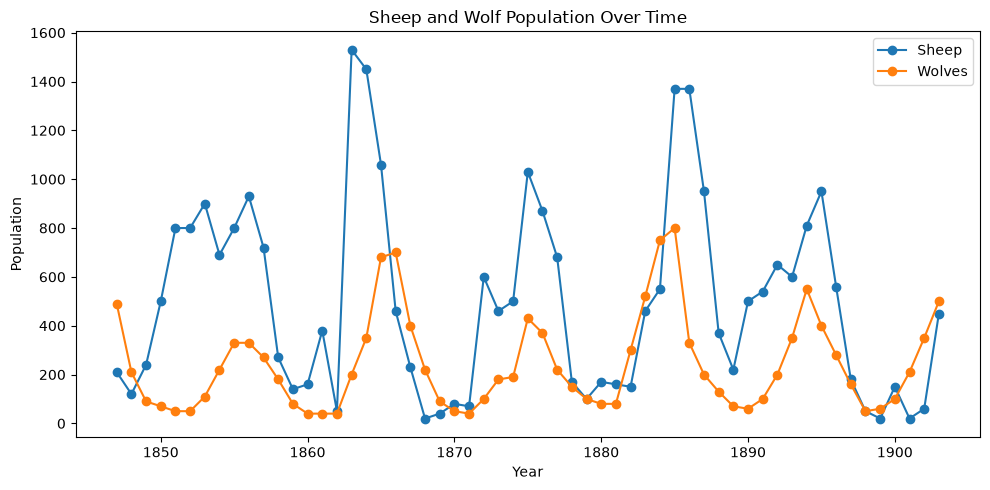 Sheep and Wolf Population Over Time
Sheep
Wolves
Population
1600
1400
1200
1000
800
600
400
200
0
1850 1860 1870 1880 1890 1900
Year